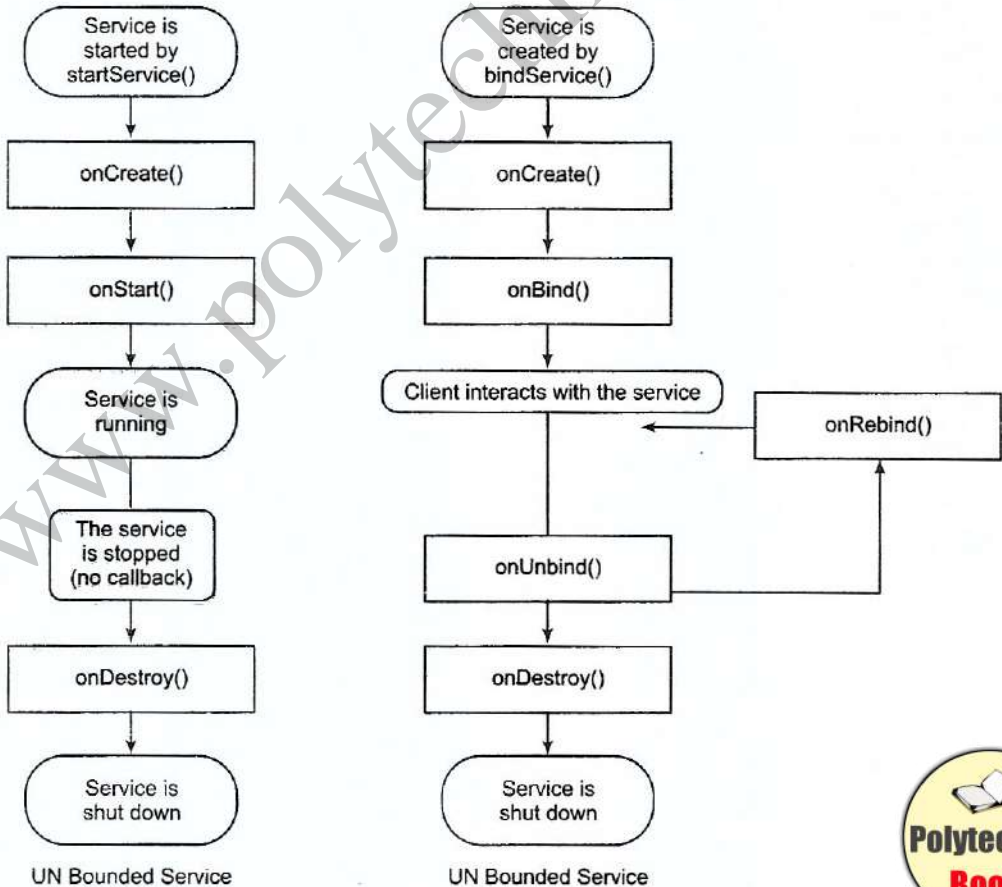 Service is
started by
startService()
onCreate()
onStart()
Service is
running
The service
is stopped
(no callback)
onDestroy()
Service is
shut down
UN Bounded Service
Service is
created by
bindService()
onCreate()
onBind()
Client interacts with the service
onRebind()
onUnbind()
onDestroy()
Service is
shut down
UN Bounded Service